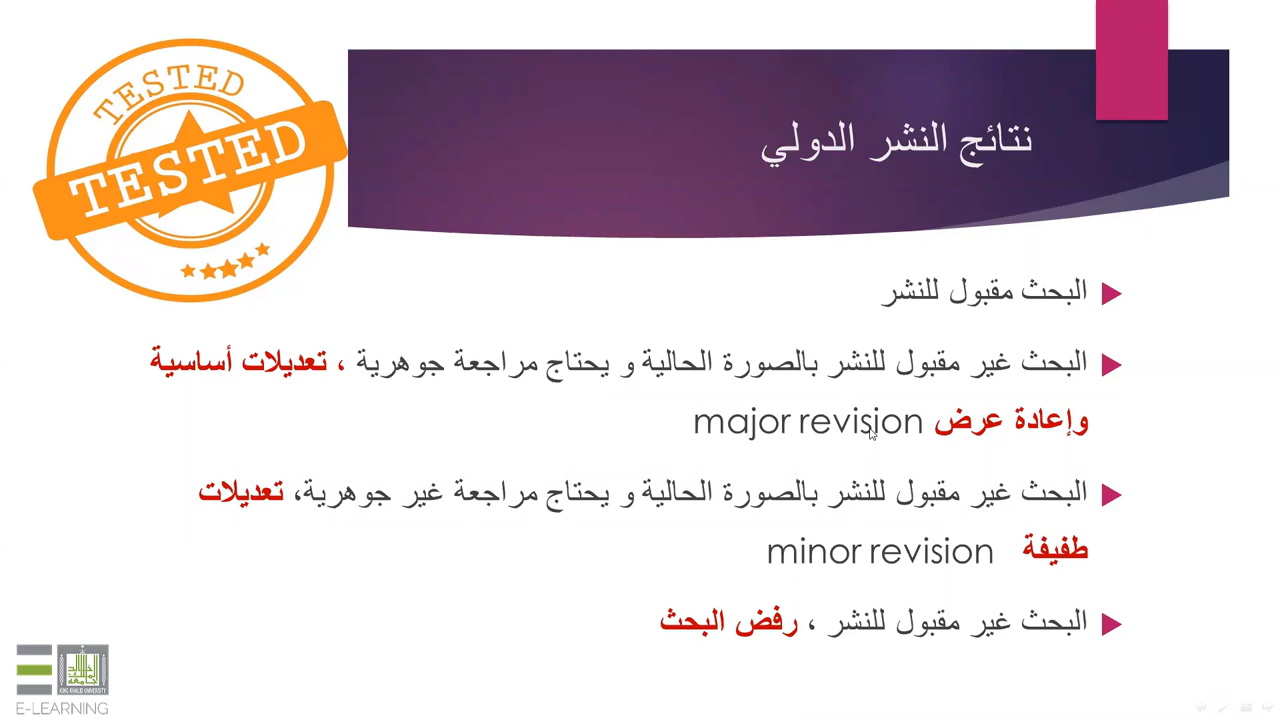 TESTED
TESTED
نتائج النشر الدولي
البحث مقبول للنشر
البحث غير مقبول للنشر بالصورة الحالية و يحتاج مراجعة جوهرية ، تعديلات أساسية
وإعادة عرض major revision
البحث غير مقبول للنشر بالصورة الحالية و يحتاج مراجعة غير جوهرية، تعديلات
طفيفة minor revision
البحث غير مقبول للنشر ، رفض البحث
KING KHALID UNIVERSITY
E-LEARNING